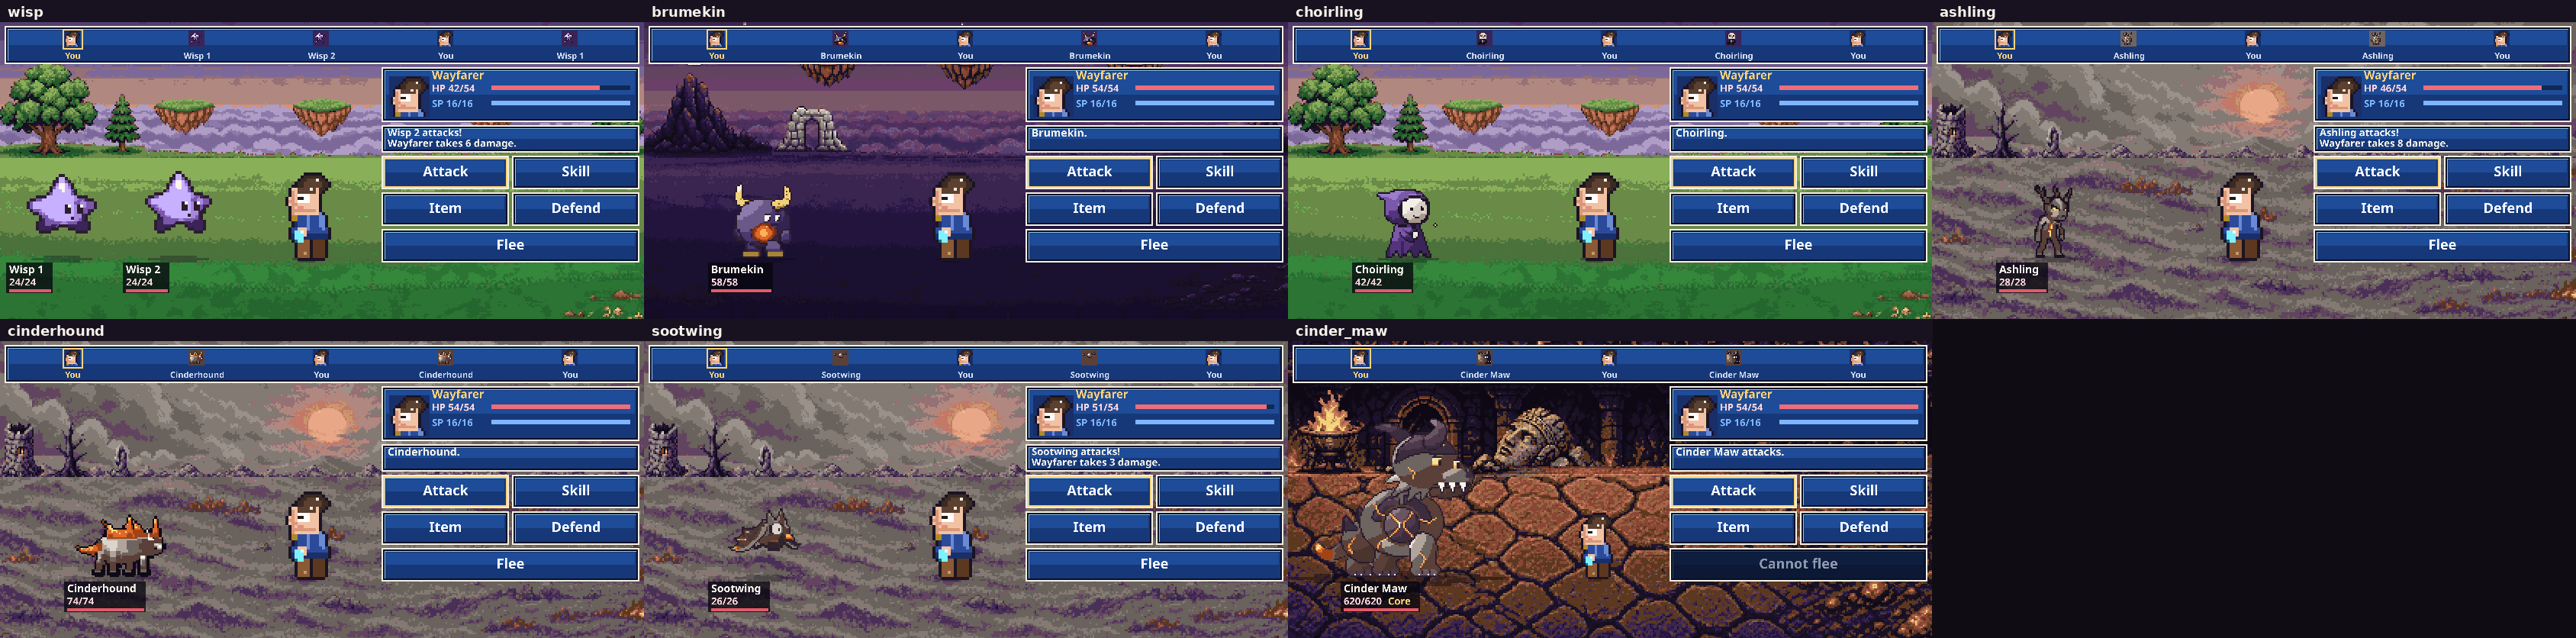 wisp
You Wisp 1 Wisp 2 You Wisp 1
Wayfarer
HP 42/54
SP 16/16
Wisp 2 attacks!
Wayfarer takes 6 damage.
Attack Skill
Item Defend
Flee
Wisp 1
24/24
Wisp 2
24/24
brumekin
You Brumekin You Brumekin You
Wayfarer
HP 54/54
SP 16/16
Brumekin.
Attack Skill
Item Defend
Flee
Brumekin
58/58
choirling
You Choirling You Choirling You
Wayfarer
HP 54/54
SP 16/16
Choirling.
Attack Skill
Item Defend
Flee
Choirling
42/42
ashling
You Ashling You Ashling You
Wayfarer
HP 46/54
SP 16/16
Ashling attacks!
Wayfarer takes 8 damage.
Attack Skill
Item Defend
Flee
Ashling
28/28
cinderhound
You Cinderhound You Cinderhound You
Wayfarer
HP 54/54
SP 16/16
Cinderhound.
Attack Skill
Item Defend
Flee
Cinderhound
74/74
sootwing
You Sootwing You Sootwing You
Wayfarer
HP 51/54
SP 16/16
Sootwing attacks!
Wayfarer takes 3 damage.
Attack Skill
Item Defend
Flee
Sootwing
26/26
cinder_maw
You Cinder Maw You Cinder Maw You
Wayfarer
HP 54/54
SP 16/16
Cinder Maw attacks.
Attack Skill
Item Defend
Cannot flee
Cinder Maw
620/620 Core